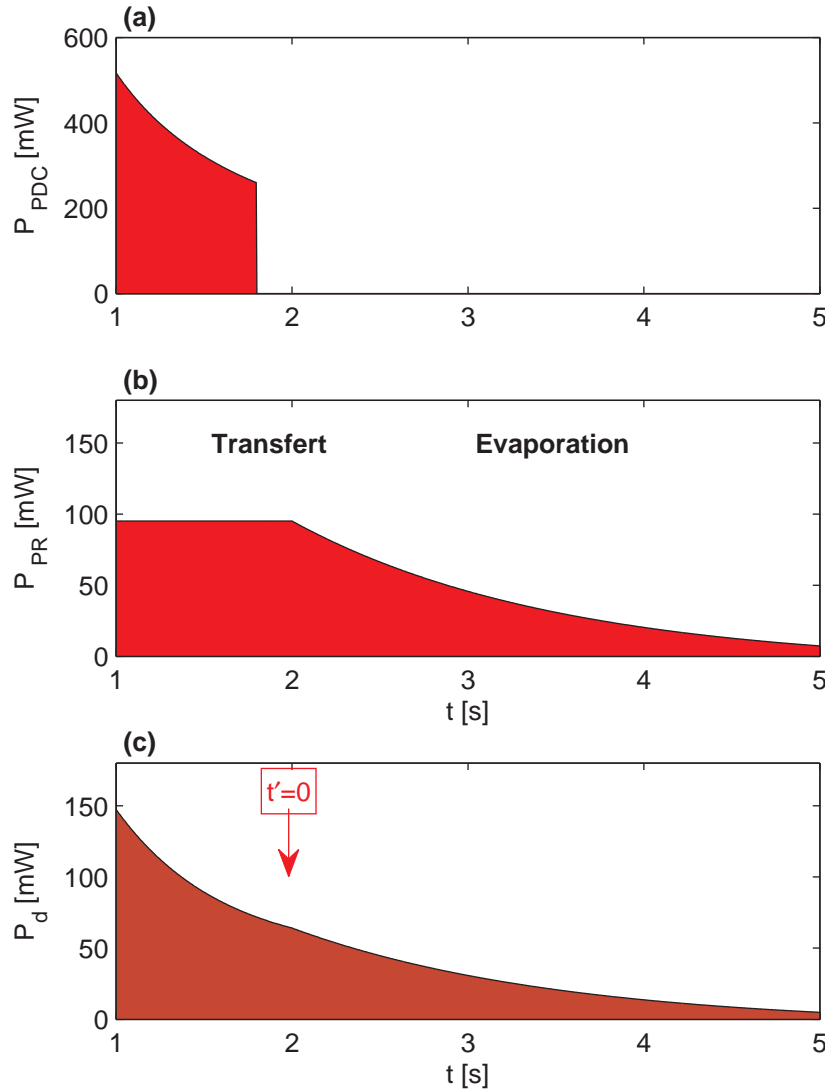 (a)
600
400
200
0
P_PDC [mW]
1 2 3 4 5
(b)
Transfert Evaporation
150
100
50
0
P_PR [mW]
1 2 3 4 5
t [s]
(c)
t′=0
150
100
50
0
P_d [mW]
1 2 3 4 5
t [s]